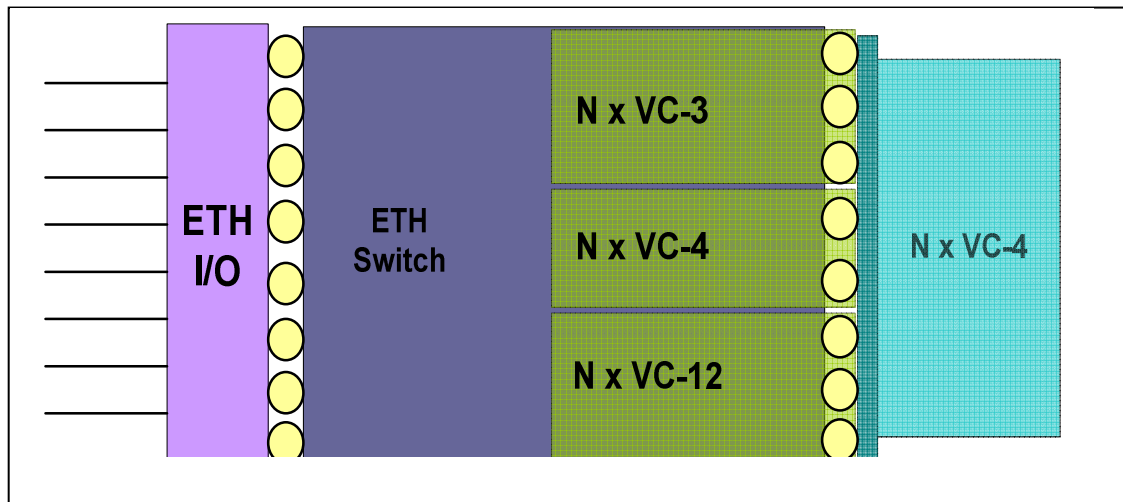 ETH
I/O
ETH
Switch
N x VC-3
N x VC-4
N x VC-12
N x VC-4